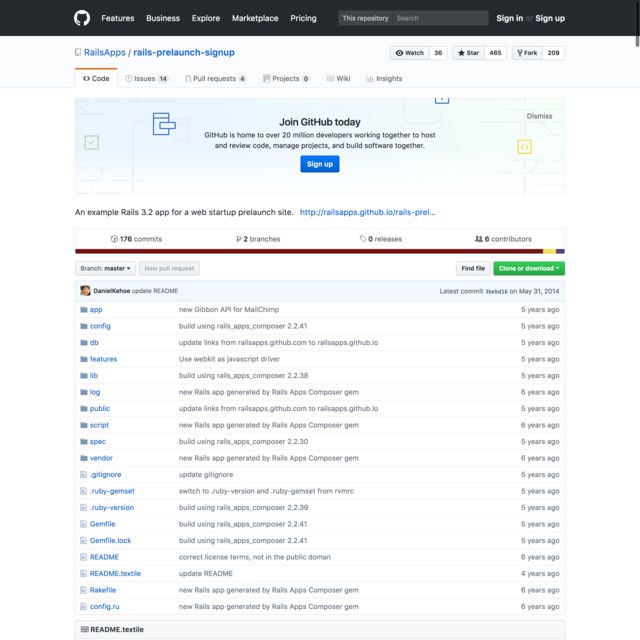 Features Business Explore Marketplace Pricing This repository Search Sign in or Sign up
RailsApps / rails-prelaunch-signup Watch 36 Star 465 Fork 209
Code Issues 14 Pull requests 4 Projects 0 Wiki Insights
Dismiss
Join GitHub today
GitHub is home to over 20 million developers working together to host
and review code, manage projects, and build software together.
Sign up
An example Rails 3.2 app for a web startup prelaunch site. http://railsapps.github.io/rails-prel…
176 commits 2 branches 0 releases 6 contributors
Branch: master New pull request Find file Clone or download
DanielKehoe update README Latest commit 3bebd16 on May 31, 2014
app new Gibbon API for MailChimp 5 years ago
config build using rails_apps_composer 2.2.41 5 years ago
db update links from railsapps.github.com to railsapps.github.io 5 years ago
features Use webkit as javascript driver 5 years ago
lib build using rails_apps_composer 2.2.38 5 years ago
log new Rails app generated by Rails Apps Composer gem 6 years ago
public update links from railsapps.github.com to railsapps.github.io 5 years ago
script new Rails app generated by Rails Apps Composer gem 6 years ago
spec build using rails_apps_composer 2.2.30 5 years ago
vendor new Rails app generated by Rails Apps Composer gem 6 years ago
.gitignore update gitignore 5 years ago
.ruby-gemset switch to .ruby-version and .ruby-gemset from rvmrc 5 years ago
.ruby-version build using rails_apps_composer 2.2.39 5 years ago
Gemfile build using rails_apps_composer 2.2.41 5 years ago
Gemfile.lock build using rails_apps_composer 2.2.41 5 years ago
README correct license terms, not in the public doman 6 years ago
README.textile update README 4 years ago
Rakefile new Rails app generated by Rails Apps Composer gem 6 years ago
config.ru new Rails app generated by Rails Apps Composer gem 6 years ago
README.textile